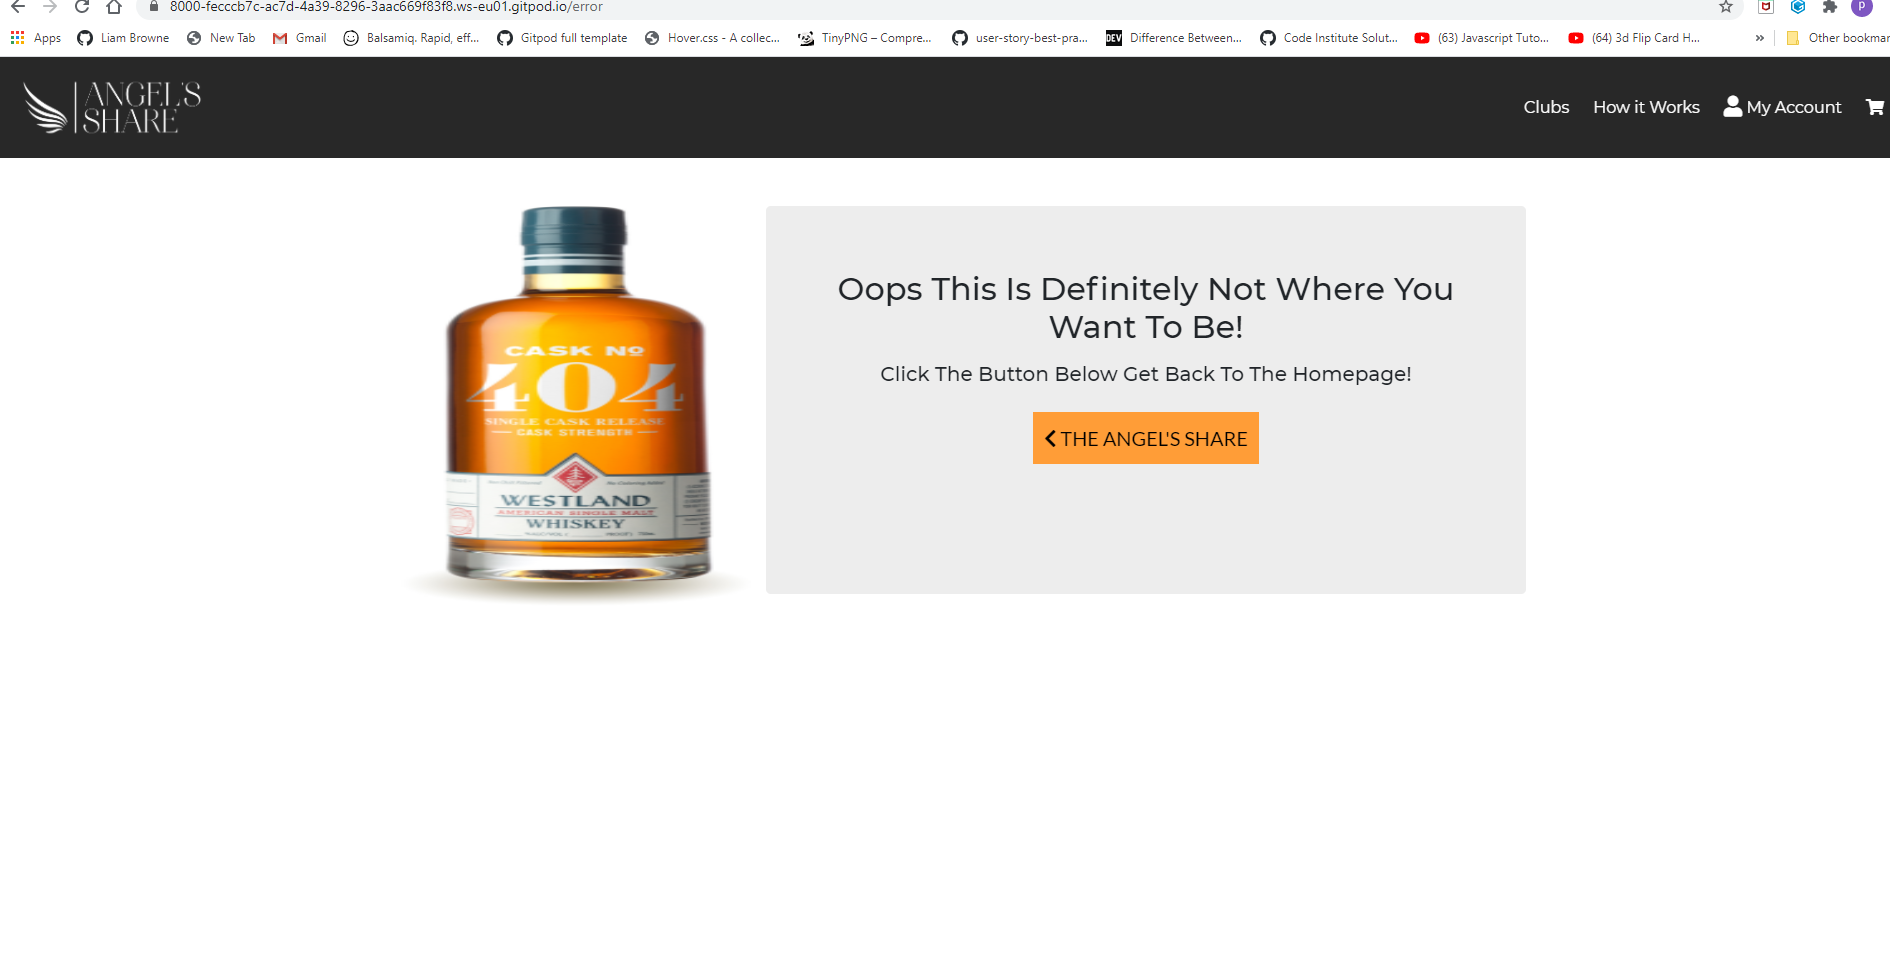 8000-fecccb7c-ac7d-4a39-8296-3aac669f83f8.ws-eu01.gitpod.io/error
P
Apps Liam Browne New Tab Gmail Balsamiq. Rapid, eff... Gitpod full template Hover.css - A collec... TinyPNG – Compre... user-story-best-pra... DEV Difference Between... Code Institute Solut... (63) Javascript Tuto... (64) 3d Flip Card H... » Other bookmar
ANGEL'S
SHARE
Clubs How it Works My Account
CASK Nº
404
SINGLE CASK RELEASE
CASK STRENGTH
WESTLAND
AMERICAN SINGLE MALT
WHISKEY
Oops This Is Definitely Not Where You
Want To Be!
Click The Button Below Get Back To The Homepage!
THE ANGEL'S SHARE